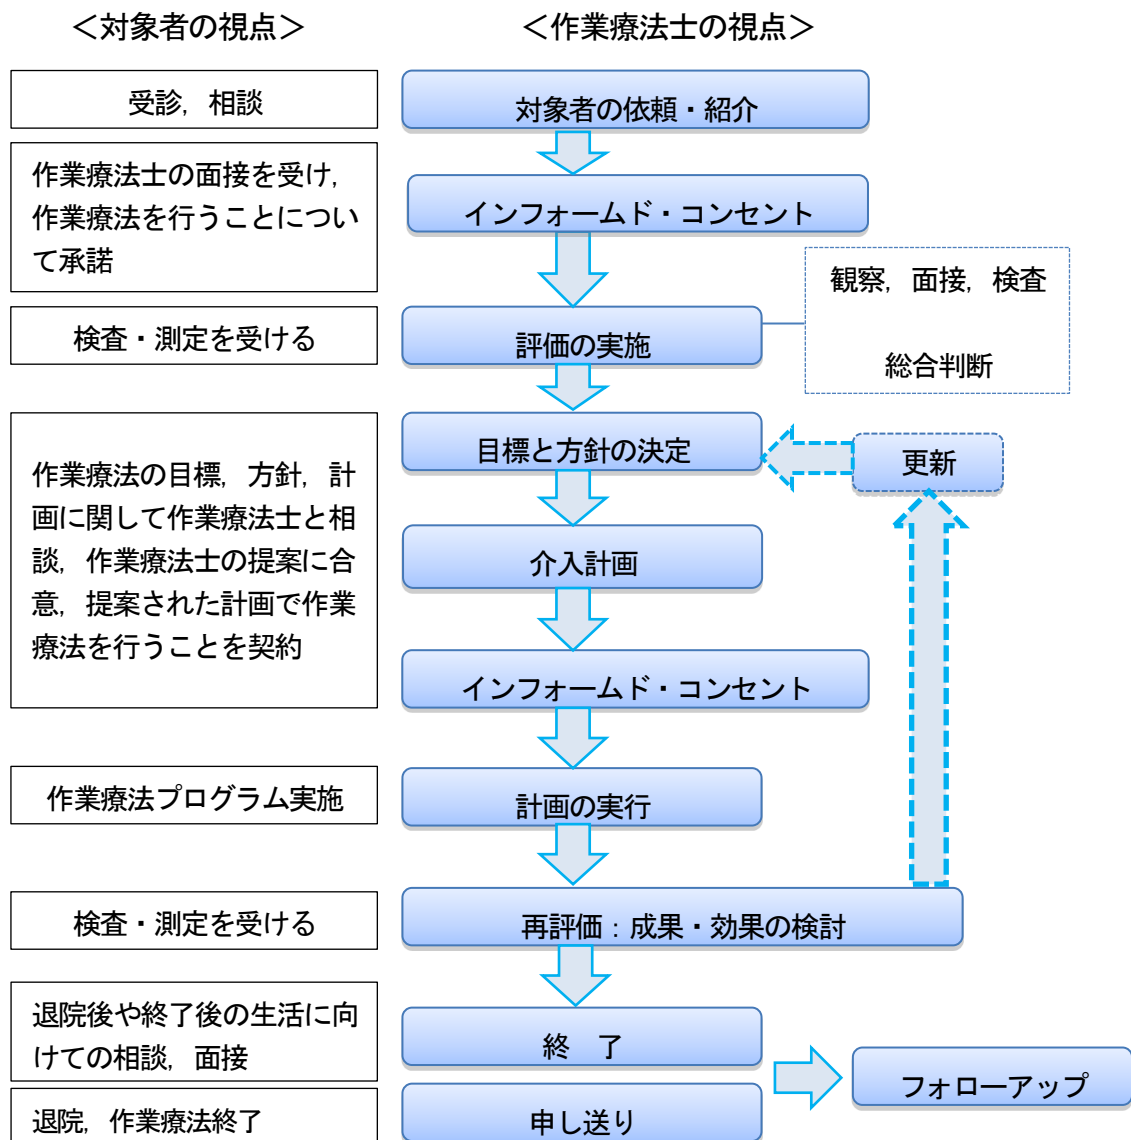 ＜対象者の視点＞
＜作業療法士の視点＞
受診，相談
対象者の依頼・紹介
作業療法士の面接を受け，
作業療法を行うことについ
て承諾
インフォームド・コンセント
観察，面接，検査
総合判断
検査・測定を受ける
評価の実施
作業療法の目標，方針，計
画に関して作業療法士と相
談，作業療法士の提案に合
意，提案された計画で作業
療法を行うことを契約
目標と方針の決定
更新
介入計画
インフォームド・コンセント
作業療法プログラム実施
計画の実行
検査・測定を受ける
再評価：成果・効果の検討
退院後や終了後の生活に向
けての相談，面接
終　了
フォローアップ
退院，作業療法終了
申し送り